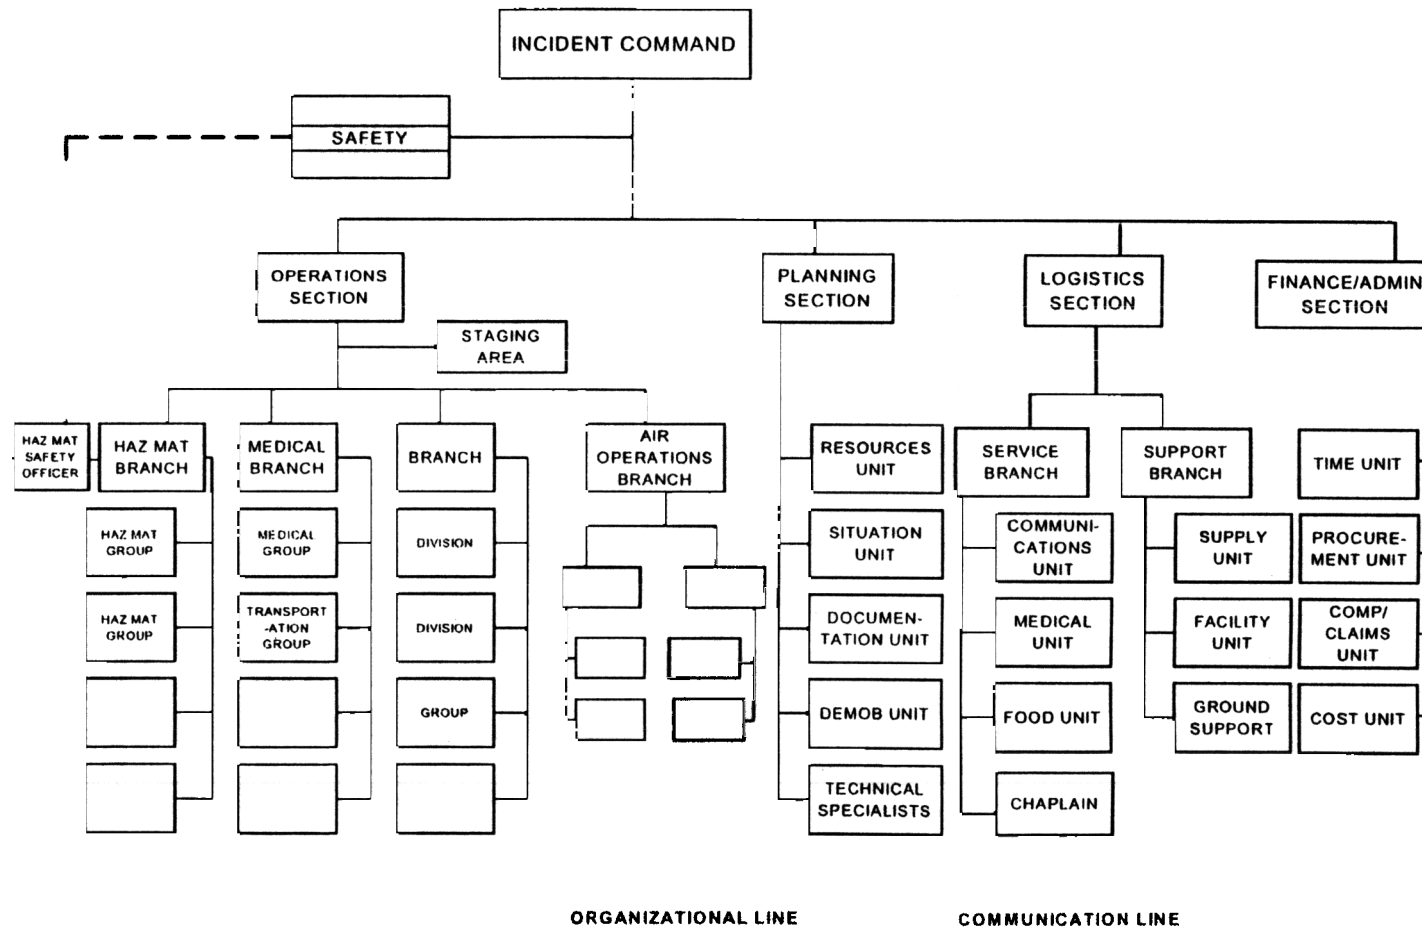 INCIDENT COMMAND
SAFETY
OPERATIONS
SECTION
PLANNING
SECTION
LOGISTICS
SECTION
FINANCE/ADMIN
SECTION
STAGING
AREA
HAZ MAT
SAFETY
OFFICER
HAZ MAT
BRANCH
MEDICAL
BRANCH
BRANCH
AIR
OPERATIONS
BRANCH
RESOURCES
UNIT
SERVICE
BRANCH
SUPPORT
BRANCH
TIME UNIT
HAZ MAT
GROUP
MEDICAL
GROUP
DIVISION
SITUATION
UNIT
COMMUNI-
CATIONS
UNIT
SUPPLY
UNIT
PROCURE-
MENT UNIT
HAZ MAT
GROUP
TRANSPORT
-ATION
GROUP
DIVISION
DOCUMEN-
TATION UNIT
MEDICAL
UNIT
FACILITY
UNIT
COMP/
CLAIMS
UNIT
GROUP
DEMOB UNIT
FOOD UNIT
GROUND
SUPPORT
COST UNIT
TECHNICAL
SPECIALISTS
CHAPLAIN
ORGANIZATIONAL LINE
COMMUNICATION LINE